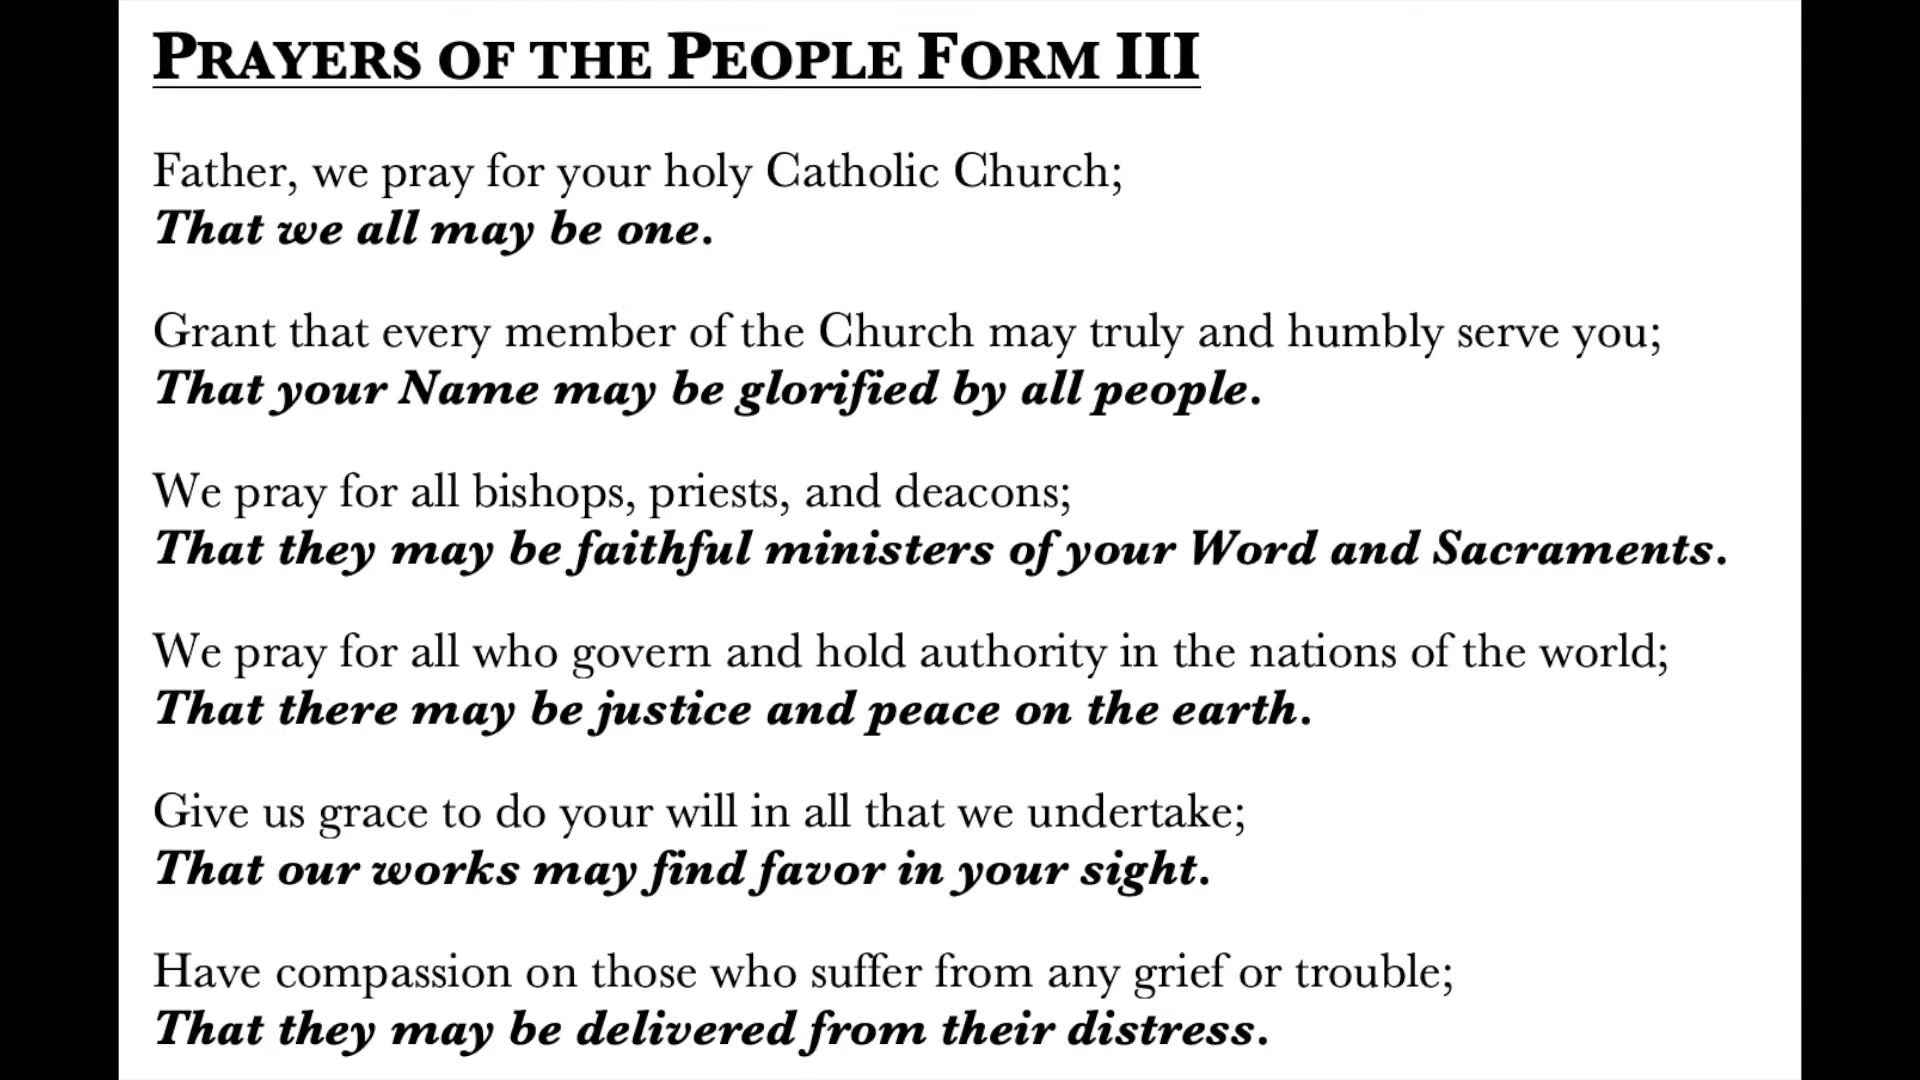 PRAYERS OF THE PEOPLE FORM III
Father, we pray for your holy Catholic Church;
That we all may be one.
Grant that every member of the Church may truly and humbly serve you;
That your Name may be glorified by all people.
We pray for all bishops, priests, and deacons;
That they may be faithful ministers of your Word and Sacraments.
We pray for all who govern and hold authority in the nations of the world;
That there may be justice and peace on the earth.
Give us grace to do your will in all that we undertake;
That our works may find favor in your sight.
Have compassion on those who suffer from any grief or trouble;
That they may be delivered from their distress.